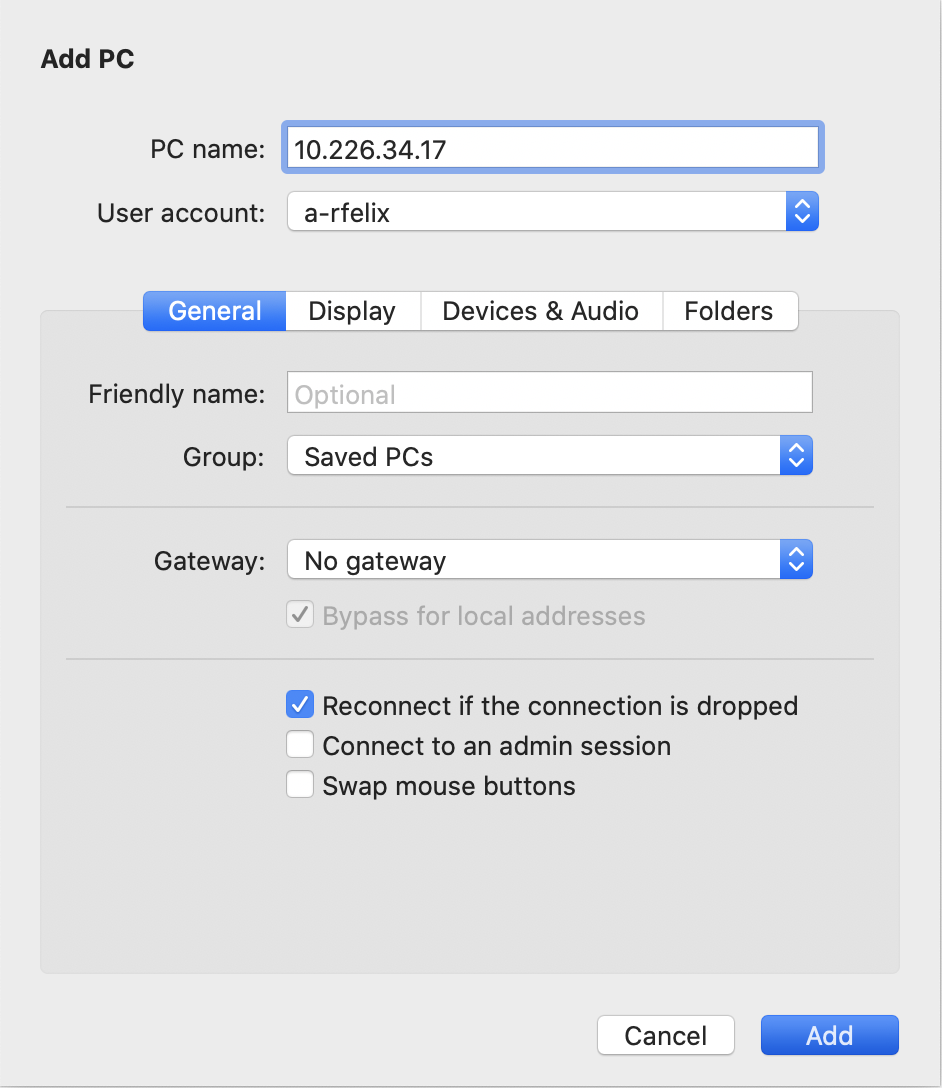 Add PC
PC name: 10.226.34.17
User account: a-rfelix
General Display Devices & Audio Folders
Friendly name: Optional
Group: Saved PCs
Gateway: No gateway
Bypass for local addresses
Reconnect if the connection is dropped
Connect to an admin session
Swap mouse buttons
Cancel Add